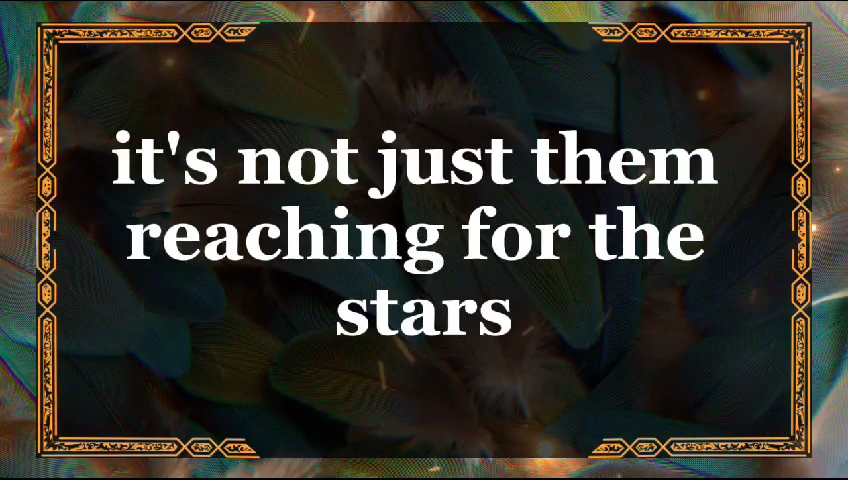 it's not just them
reaching for the
stars